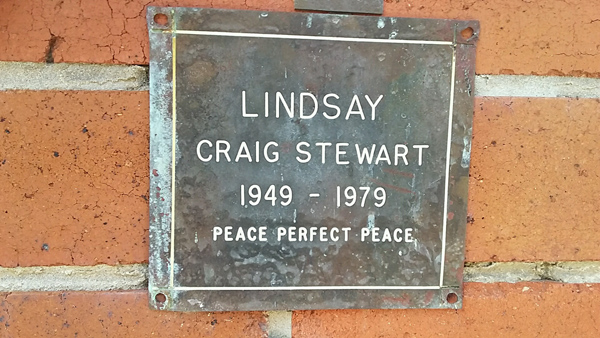 LINDSAY
CRAIG STEWART
1949 - 1979
PEACE PERFECT PEACE